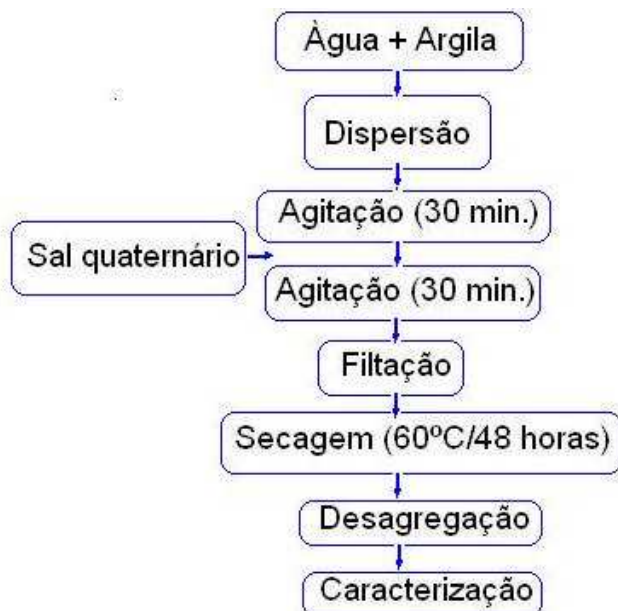 Àgua + Argila
Dispersão
Agitação (30 min.)
Sal quaternário
Agitação (30 min.)
Filtação
Secagem (60ºC/48 horas)
Desagregação
Caracterização